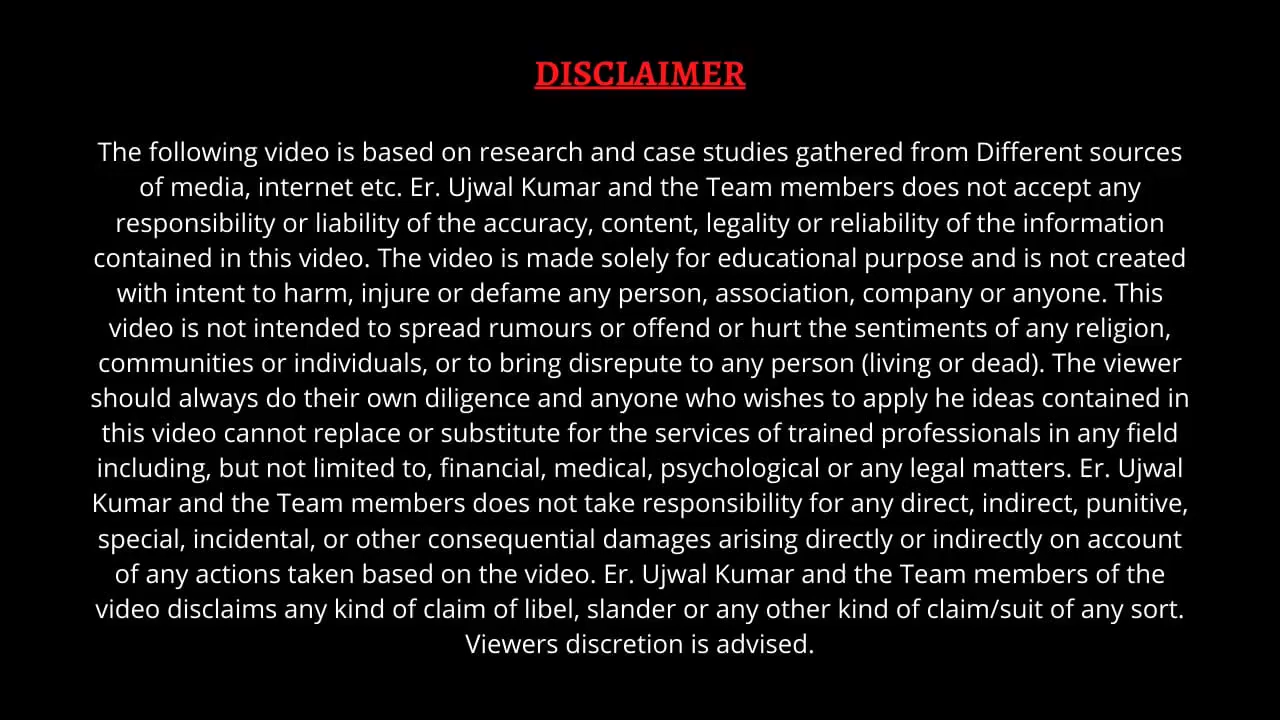 DISCLAIMER
The following video is based on research and case studies gathered from Different sources
of media, internet etc. Er. Ujwal Kumar and the Team members does not accept any
responsibility or liability of the accuracy, content, legality or reliability of the information
contained in this video. The video is made solely for educational purpose and is not created
with intent to harm, injure or defame any person, association, company or anyone. This
video is not intended to spread rumours or offend or hurt the sentiments of any religion,
communities or individuals, or to bring disrepute to any person (living or dead). The viewer
should always do their own diligence and anyone who wishes to apply he ideas contained in
this video cannot replace or substitute for the services of trained professionals in any field
including, but not limited to, financial, medical, psychological or any legal matters. Er. Ujwal
Kumar and the Team members does not take responsibility for any direct, indirect, punitive,
special, incidental, or other consequential damages arising directly or indirectly on account
of any actions taken based on the video. Er. Ujwal Kumar and the Team members of the
video disclaims any kind of claim of libel, slander or any other kind of claim/suit of any sort.
Viewers discretion is advised.